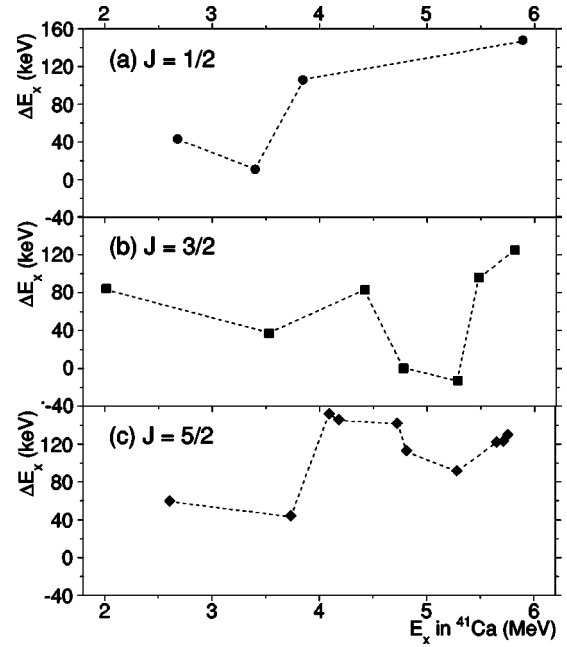 2 3 4 5 6
160
120
80
40
0
-40
ΔE_x (keV)
(a) J = 1/2
120
80
40
0
-40
ΔE_x (keV)
(b) J = 3/2
120
80
40
0
-40
ΔE_x (keV)
(c) J = 5/2
2 3 4 5 6
E_x in ⁴¹Ca (MeV)